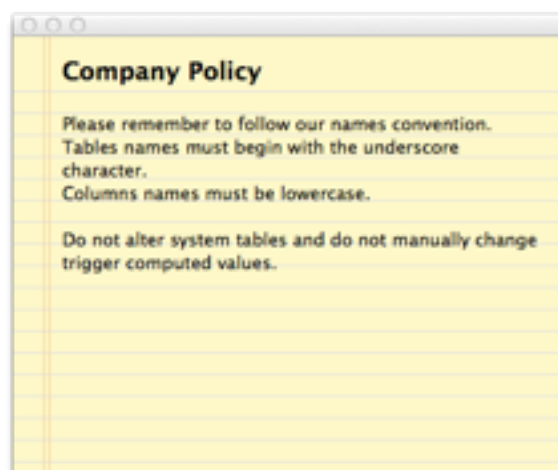 Company Policy
Please remember to follow our names convention.
Tables names must begin with the underscore
character.
Columns names must be lowercase.
Do not alter system tables and do not manually change
trigger computed values.